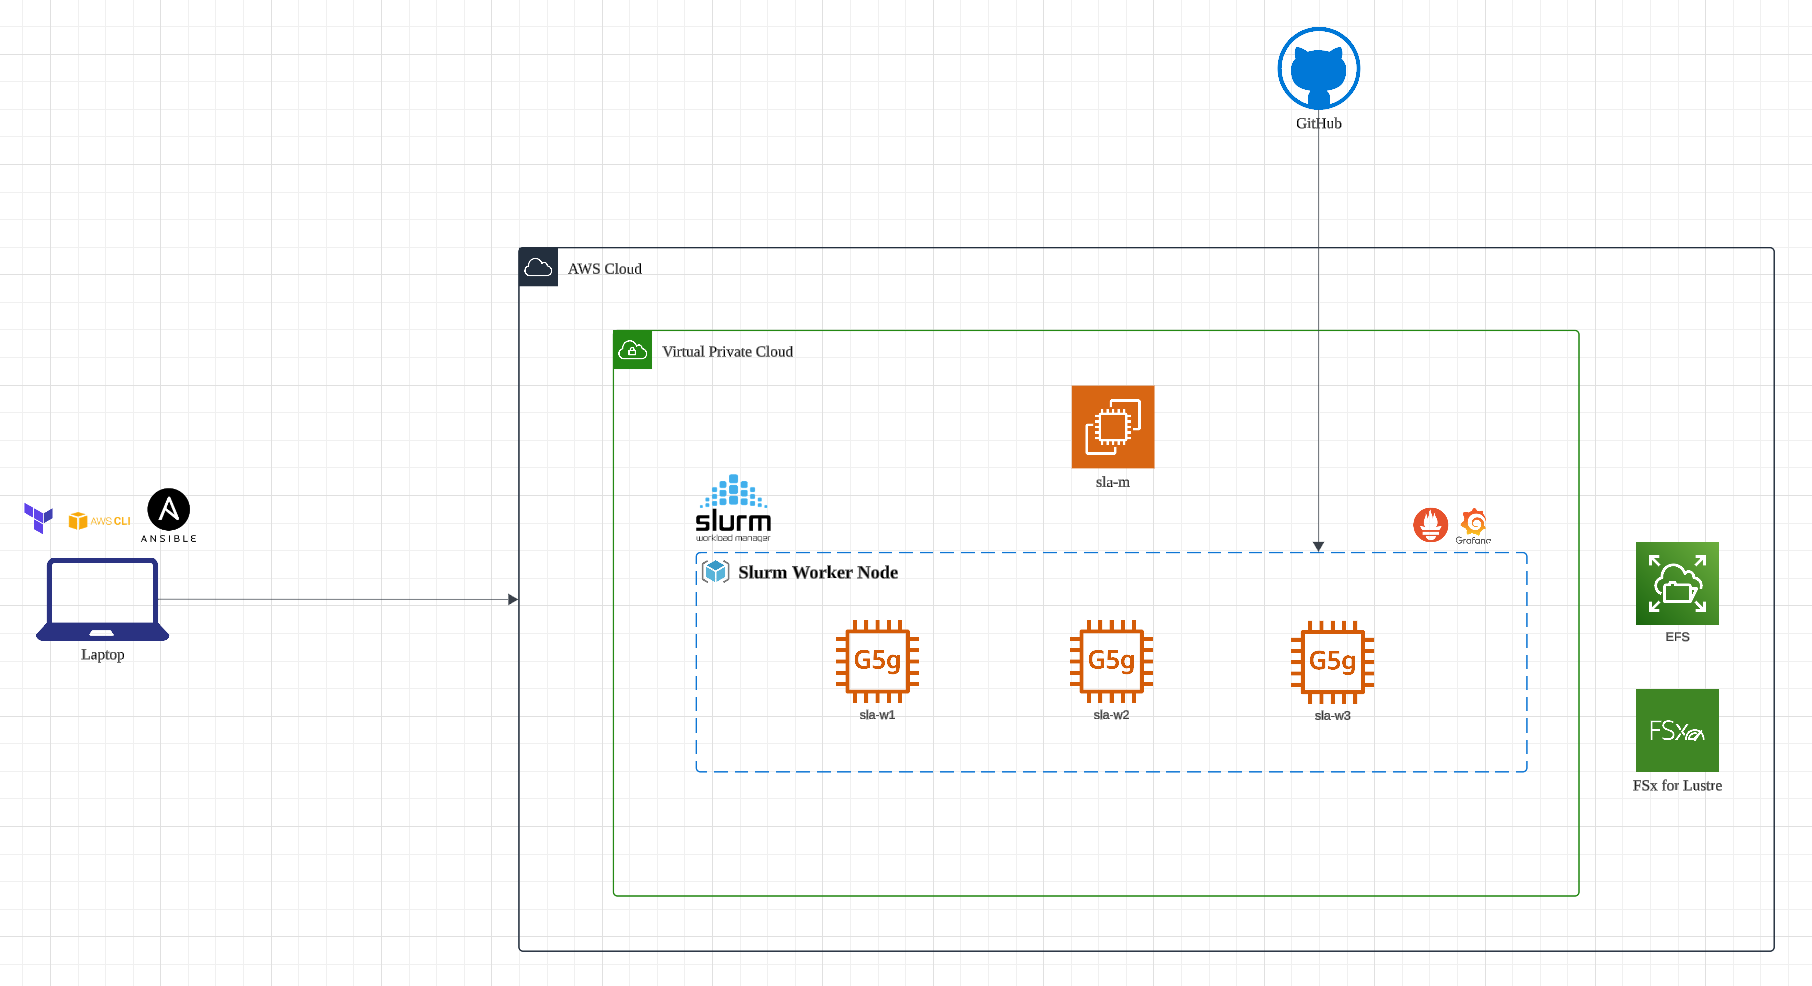 GitHub
AWS Cloud
Virtual Private Cloud
sla-m
slurm
workload manager
Grafana
AWS CLI
ANSIBLE
Laptop
Slurm Worker Node
G5g
G5g
G5g
sla-w1
sla-w2
sla-w3
EFS
FSx
FSx for Lustre